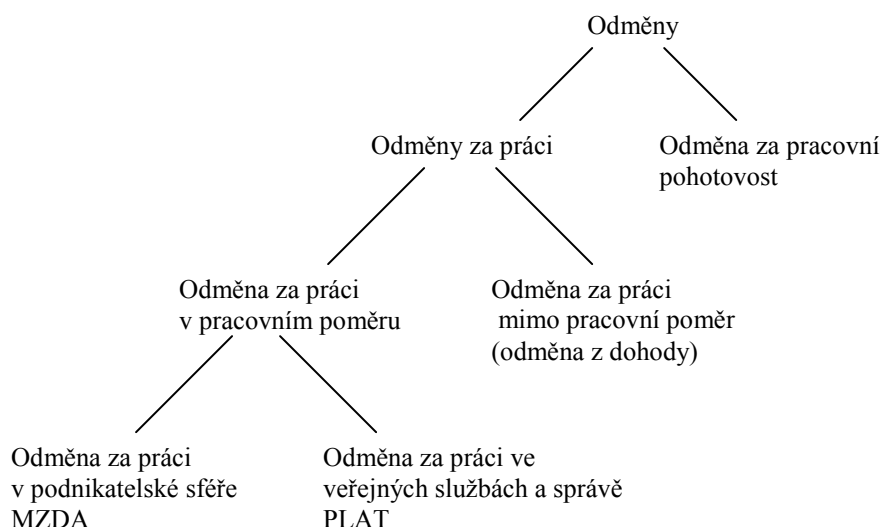 Odměny
Odměny za práci
Odměna za pracovní
pohotovost
Odměna za práci
v pracovním poměru
Odměna za práci
mimo pracovní poměr
(odměna z dohody)
Odměna za práci
v podnikatelské sféře
MZDA
Odměna za práci ve
veřejných službách a správě
PLAT